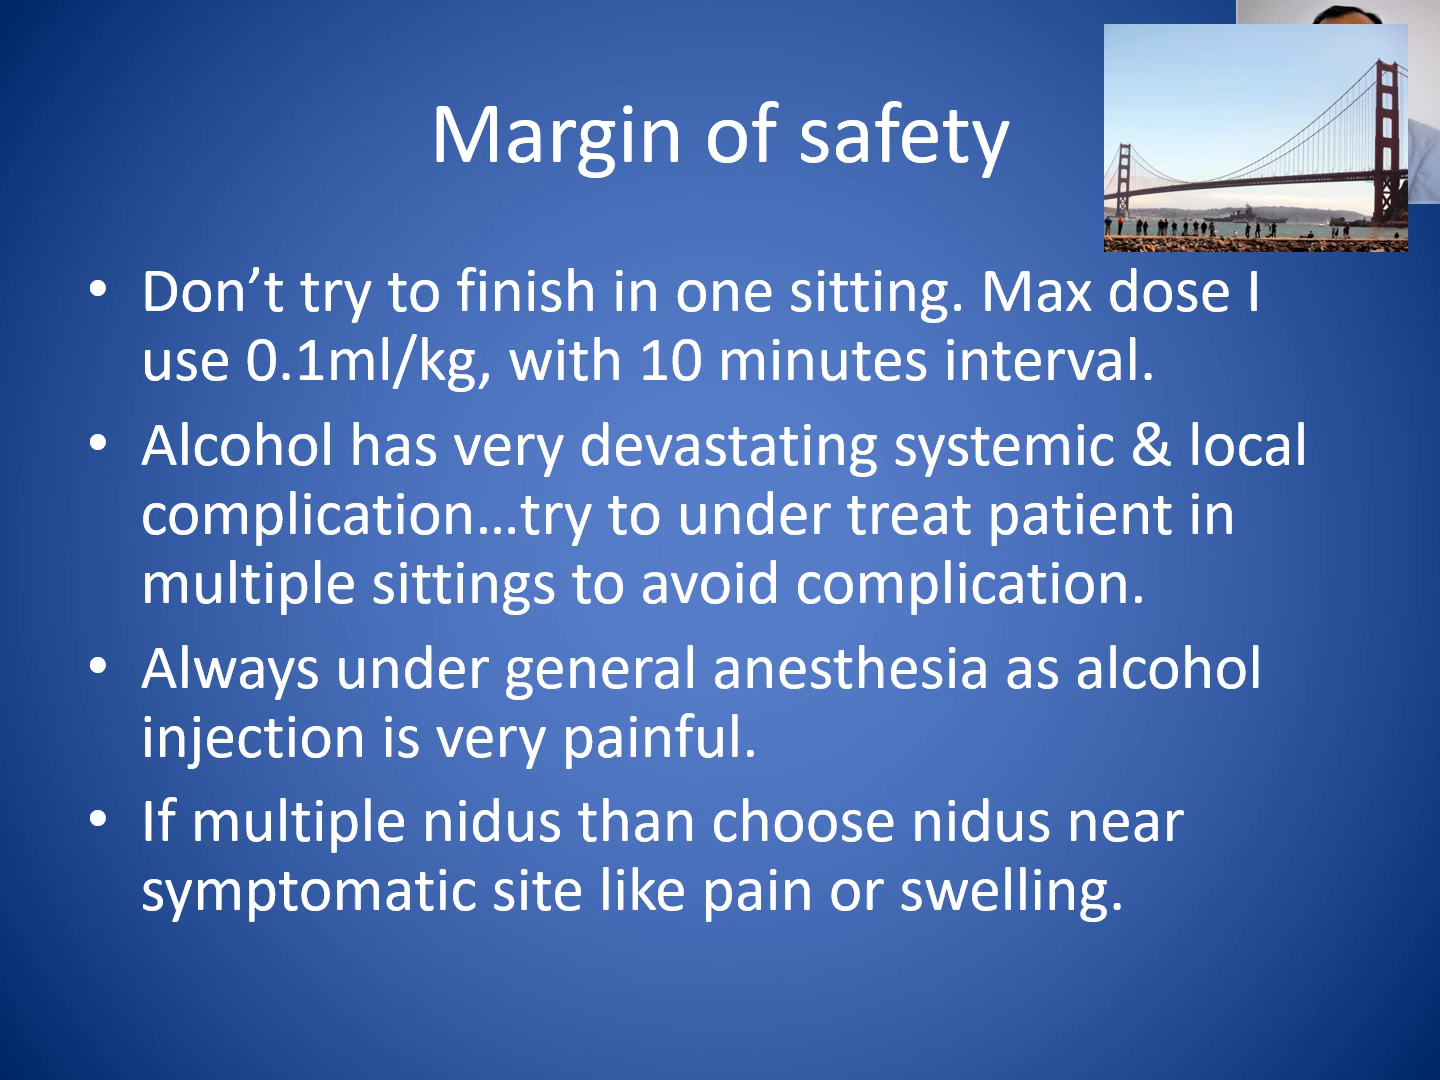 Margin of safety
• Don’t try to finish in one sitting. Max dose I
use 0.1ml/kg, with 10 minutes interval.
• Alcohol has very devastating systemic & local
complication…try to under treat patient in
multiple sittings to avoid complication.
• Always under general anesthesia as alcohol
injection is very painful.
• If multiple nidus than choose nidus near
symptomatic site like pain or swelling.